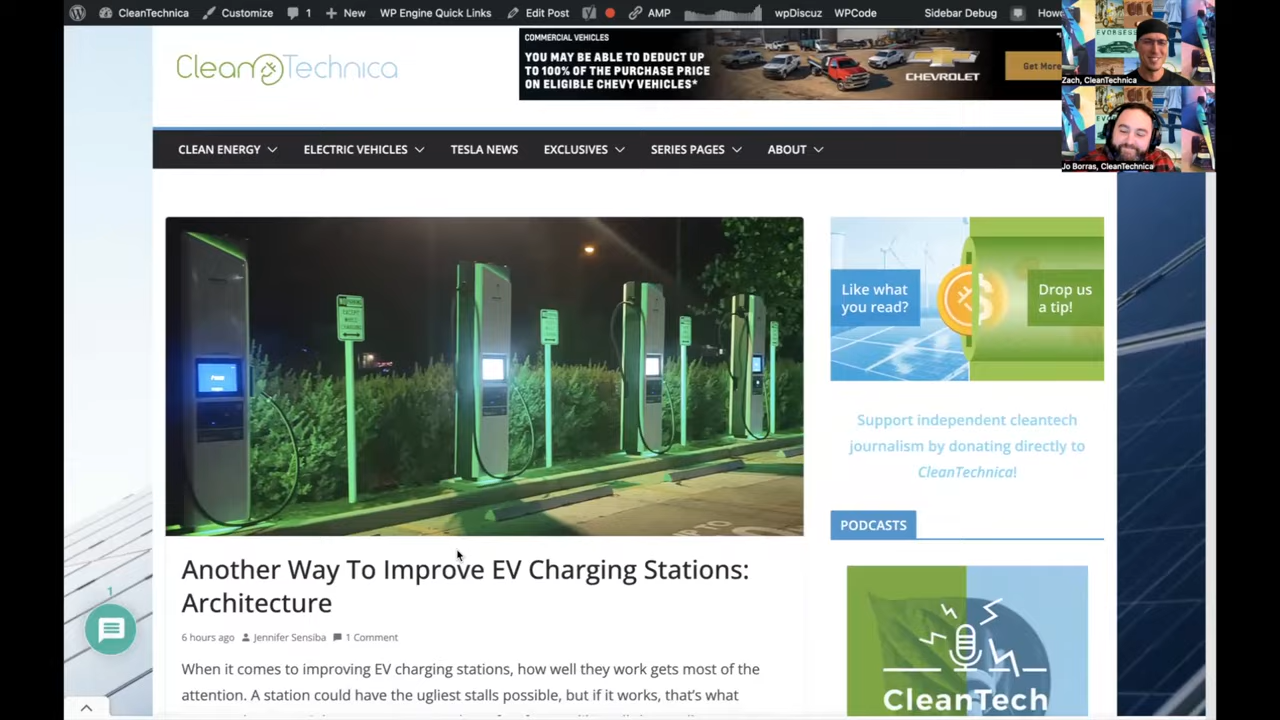 CleanTechnica
Customize
1
New
WP Engine Quick Links
Edit Post
AMP
wpDiscuz
WPCode
Sidebar Debug
Howe
CleanTechnica
COMMERCIAL VEHICLES
YOU MAY BE ABLE TO DEDUCT UP
TO 100% OF THE PURCHASE PRICE
ON ELIGIBLE CHEVY VEHICLES*
CHEVROLET
Get More
Zach, CleanTechnica
Jo Borras, CleanTechnica
CLEAN ENERGY
ELECTRIC VEHICLES
TESLA NEWS
EXCLUSIVES
SERIES PAGES
ABOUT
Like what
you read?
Drop us
a tip!
Support independent cleantech
journalism by donating directly to
CleanTechnica!
PODCASTS
Another Way To Improve EV Charging Stations:
Architecture
6 hours ago
Jennifer Sensiba
1 Comment
When it comes to improving EV charging stations, how well they work gets most of the
attention. A station could have the ugliest stalls possible, but if it works, that’s what
1
CleanTech